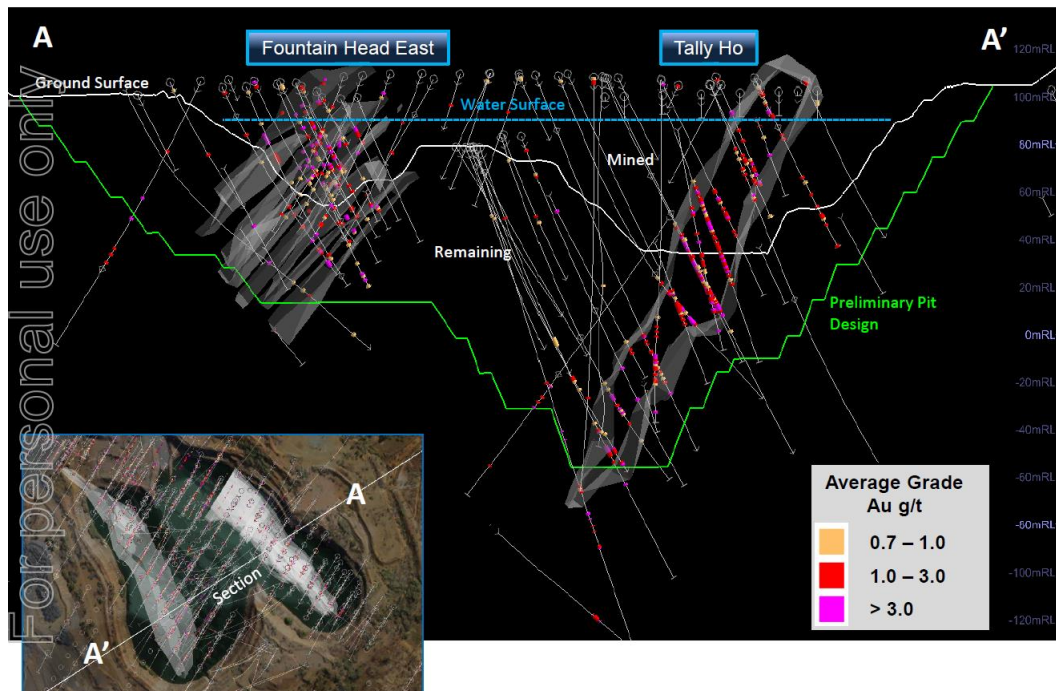 A
Fountain Head East
Tally Ho
A'
120mRL
Ground Surface
100mRL
Water Surface
Mined
80mRL
60mRL
Remaining
40mRL
20mRL
Preliminary Pit
Design
0mRL
-20mRL
-40mRL
-60mRL
-80mRL
-100mRL
-120mRL
Average Grade
Au g/t
0.7 – 1.0
1.0 – 3.0
> 3.0
A
Section
A'
For personal use only